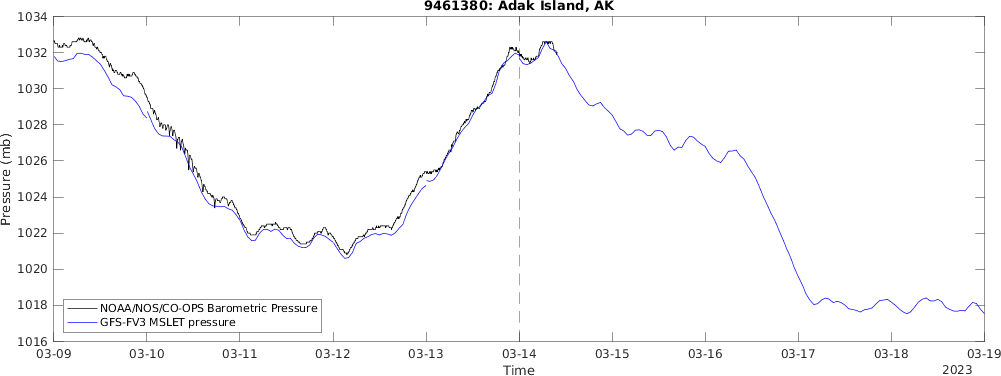 9461380: Adak Island, AK
1034
1032
1030
1028
1026
1024
1022
1020
1018
1016
Pressure (mb)
NOAA/NOS/CO-OPS Barometric Pressure
GFS-FV3 MSLET pressure
03-09 03-10 03-11 03-12 03-13 03-14 03-15 03-16 03-17 03-18 03-19
Time
2023